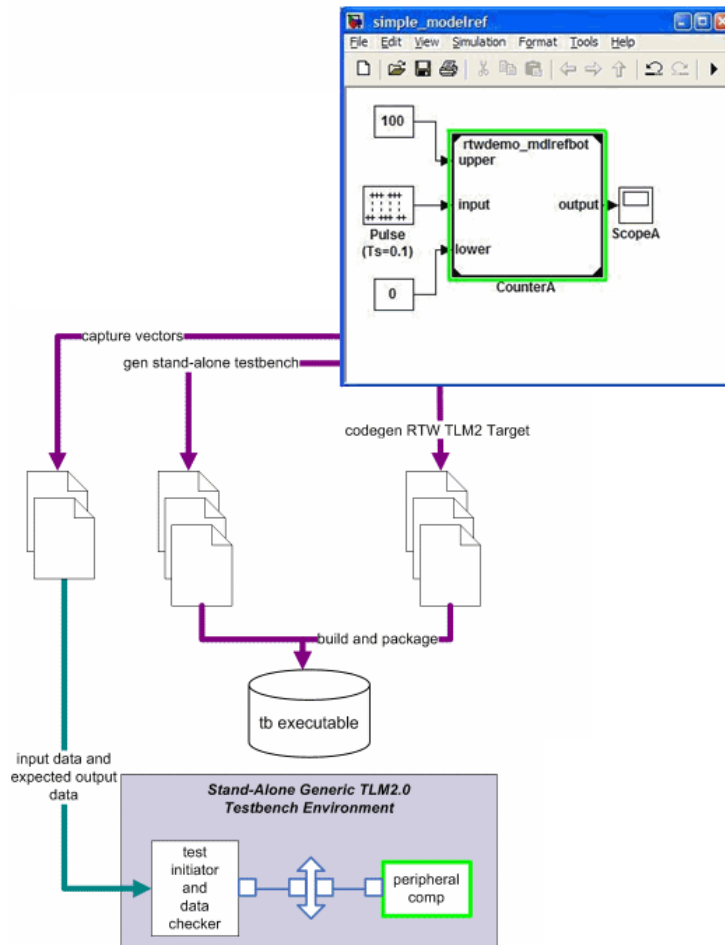 simple_modelref
File Edit View Simulation Format Tools Help
100
rtwdemo_mdlrefbot
upper
input
output
Pulse
(Ts=0.1)
ScopeA
lower
0
CounterA
capture vectors
gen stand-alone testbench
codegen RTW TLM2 Target
build and package
tb executable
input data and
expected output
data
Stand-Alone Generic TLM2.0
Testbench Environment
test
initiator
and
data
checker
peripheral
comp